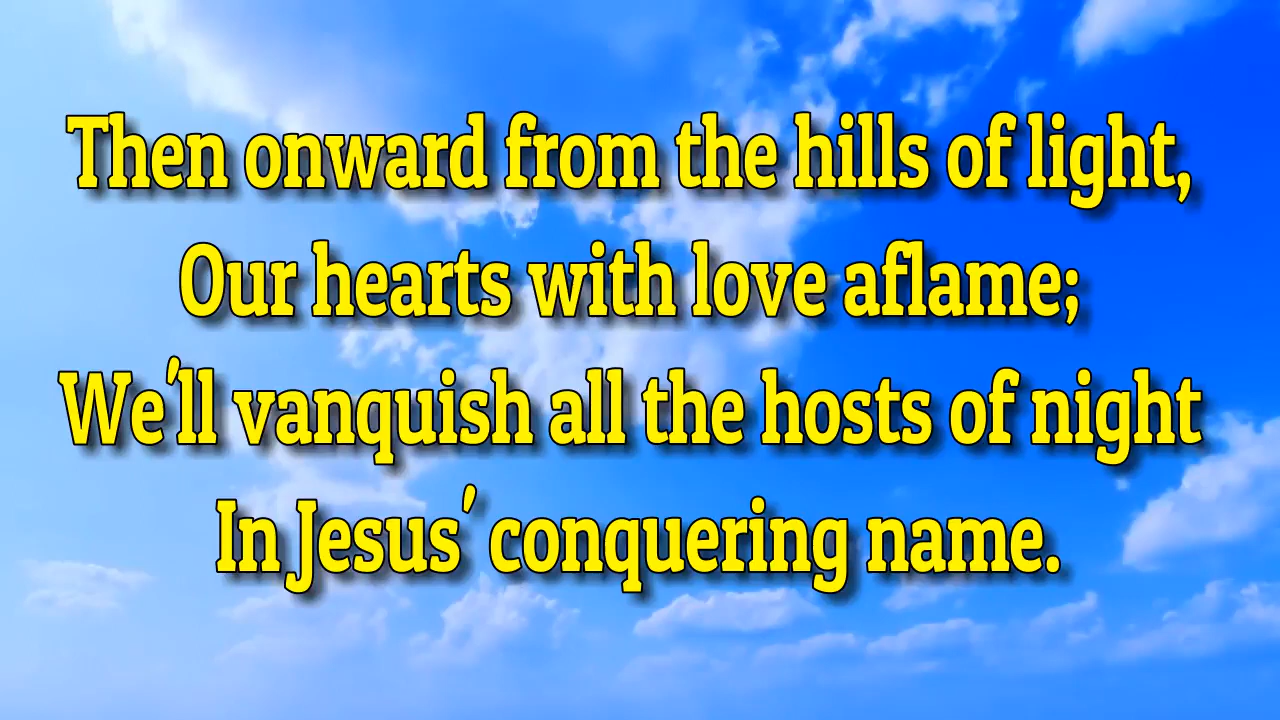 Then onward from the hills of light,
Our hearts with love aflame;
We'll vanquish all the hosts of night
In Jesus' conquering name.